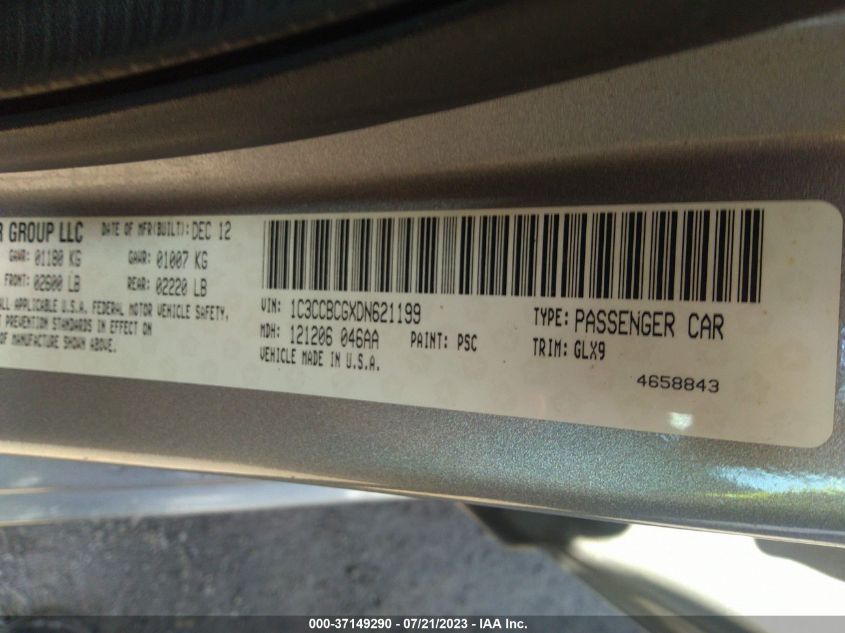 R GROUP LLC DATE OF MFR(BUILT): DEC 12
GAWR: 01180 KG GAWR: 01007 KG
FRONT: 02600 LB REAR: 02220 LB
ALL APPLICABLE U.S.A. FEDERAL MOTOR VEHICLE SAFETY,
T PREVENTION STANDARDS IN EFFECT ON
OF MANUFACTURE SHOWN ABOVE.
VIN: 1C3CCBCGXDN621199 TYPE: PASSENGER CAR
MDH: 121206 046AA PAINT: PSC TRIM: GLX9
VEHICLE MADE IN U.S.A.
4658843
000-37149290 - 07/21/2023 - IAA Inc.